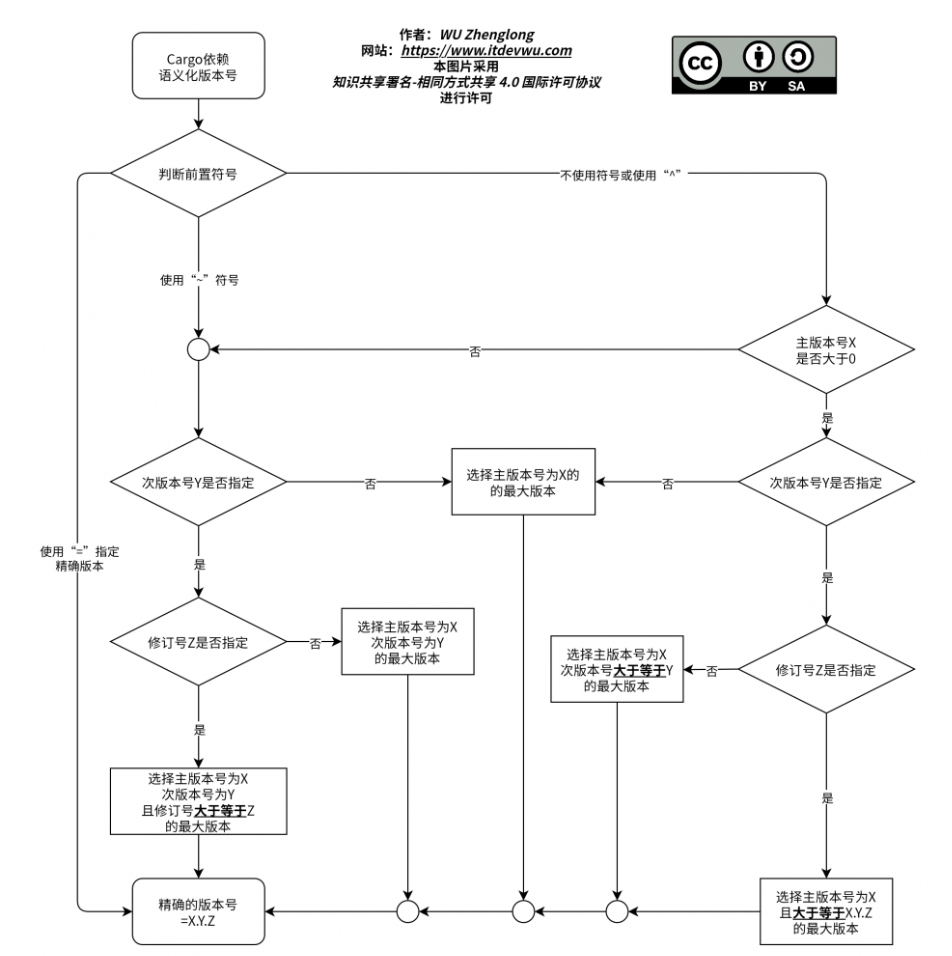 作者：WU Zhenglong
网站：https://www.itdevwu.com
本图片采用
知识共享署名-相同方式共享 4.0 国际许可协议
进行许可
cc
BY SA
Cargo依赖
语义化版本号
判断前置符号
不使用符号或使用“^”
使用“~”符号
主版本号X
是否大于0
否
是
次版本号Y是否指定
否
选择主版本号为X的
的最大版本
否
次版本号Y是否指定
使用“=”指定
精确版本
是
是
修订号Z是否指定
否
选择主版本号为X
次版本号为Y
的最大版本
选择主版本号为X
次版本号大于等于Y
的最大版本
否
修订号Z是否指定
是
是
选择主版本号为X
次版本号为Y
且修订号大于等于Z
的最大版本
精确的版本号
=X.Y.Z
选择主版本号为X
且大于等于X.Y.Z
的最大版本